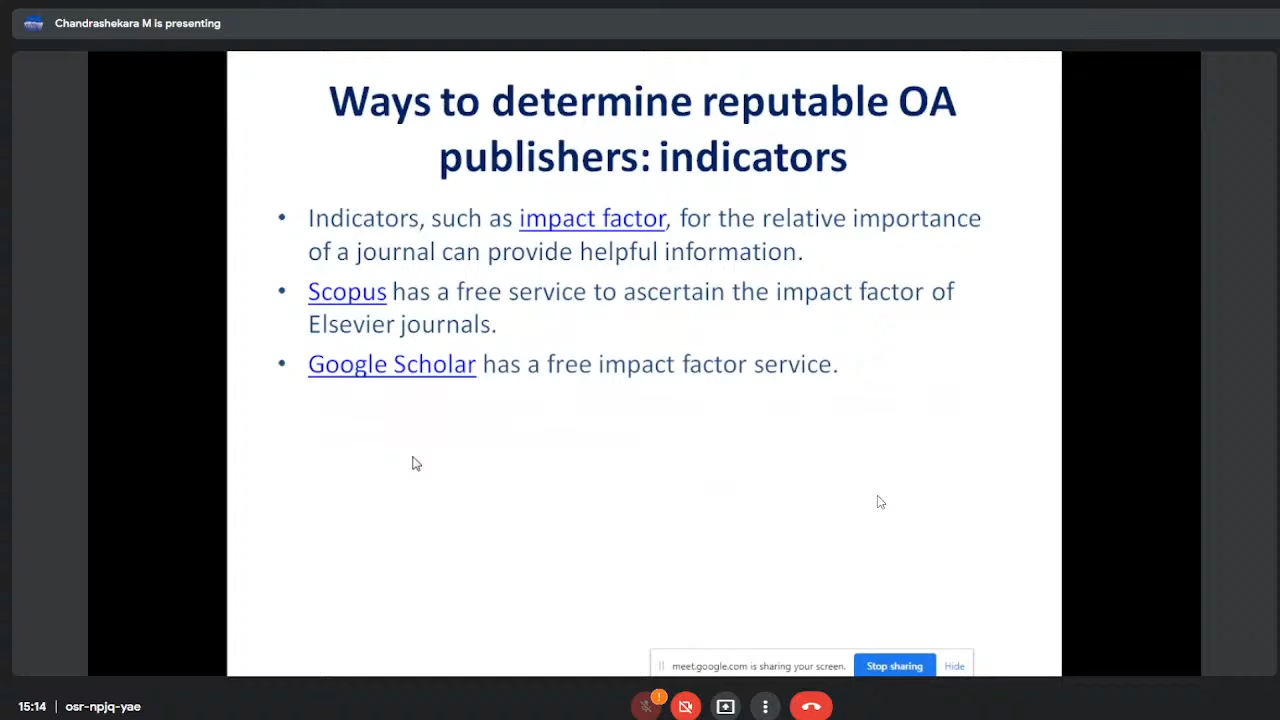 Chandrashekara M is presenting
Ways to determine reputable OA
publishers: indicators
• Indicators, such as impact factor, for the relative importance
of a journal can provide helpful information.
• Scopus has a free service to ascertain the impact factor of
Elsevier journals.
• Google Scholar has a free impact factor service.
meet.google.com is sharing your screen. Stop sharing Hide
15:14 | osr-npjq-yae